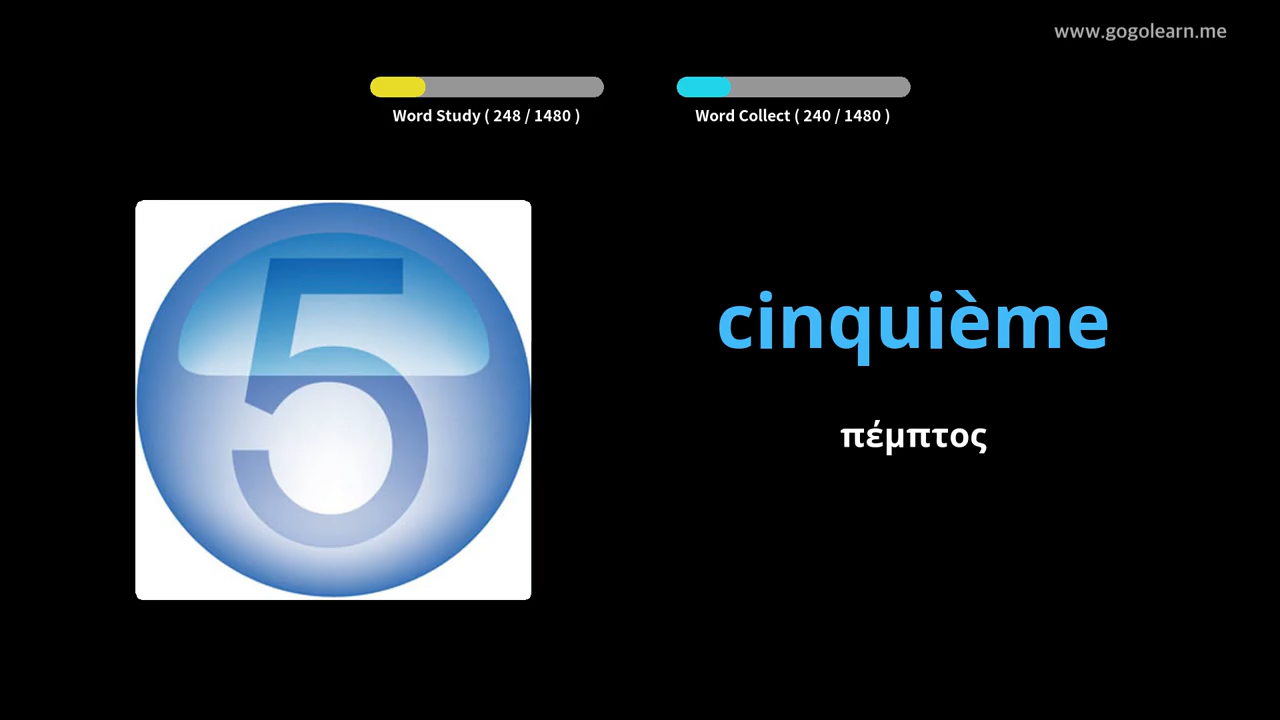 www.gogolearn.me
Word Study ( 248 / 1480 )
Word Collect ( 240 / 1480 )
5
cinquième
πέμπτος